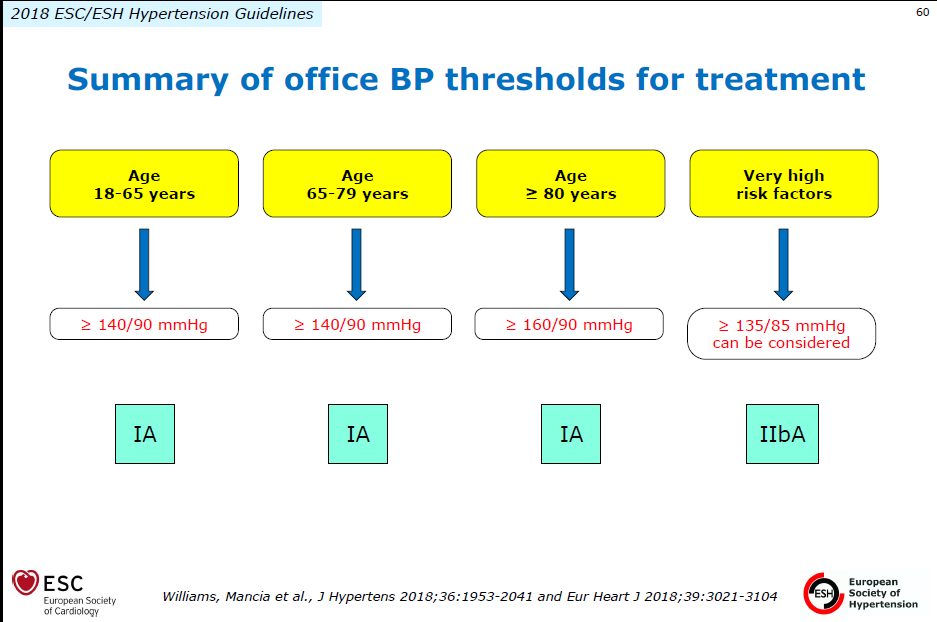 2018 ESC/ESH Hypertension Guidelines
60
Summary of office BP thresholds for treatment
Age
18-65 years
Age
65-79 years
Age
≥ 80 years
Very high
risk factors
≥ 140/90 mmHg
≥ 140/90 mmHg
≥ 160/90 mmHg
≥ 135/85 mmHg
can be considered
IA
IA
IA
IIbA
ESC
European Society
of Cardiology
Williams, Mancia et al., J Hypertens 2018;36:1953-2041 and Eur Heart J 2018;39:3021-3104
ESH
European
Society of
Hypertension